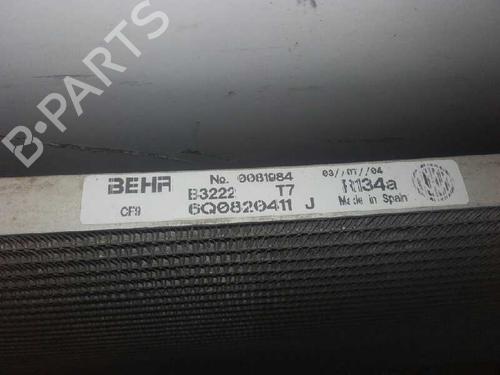 B-PARTS
BEHR No. 0081984 03//07//04
B3222 T7 R134a
CF9 6Q0820411 J Made in Spain